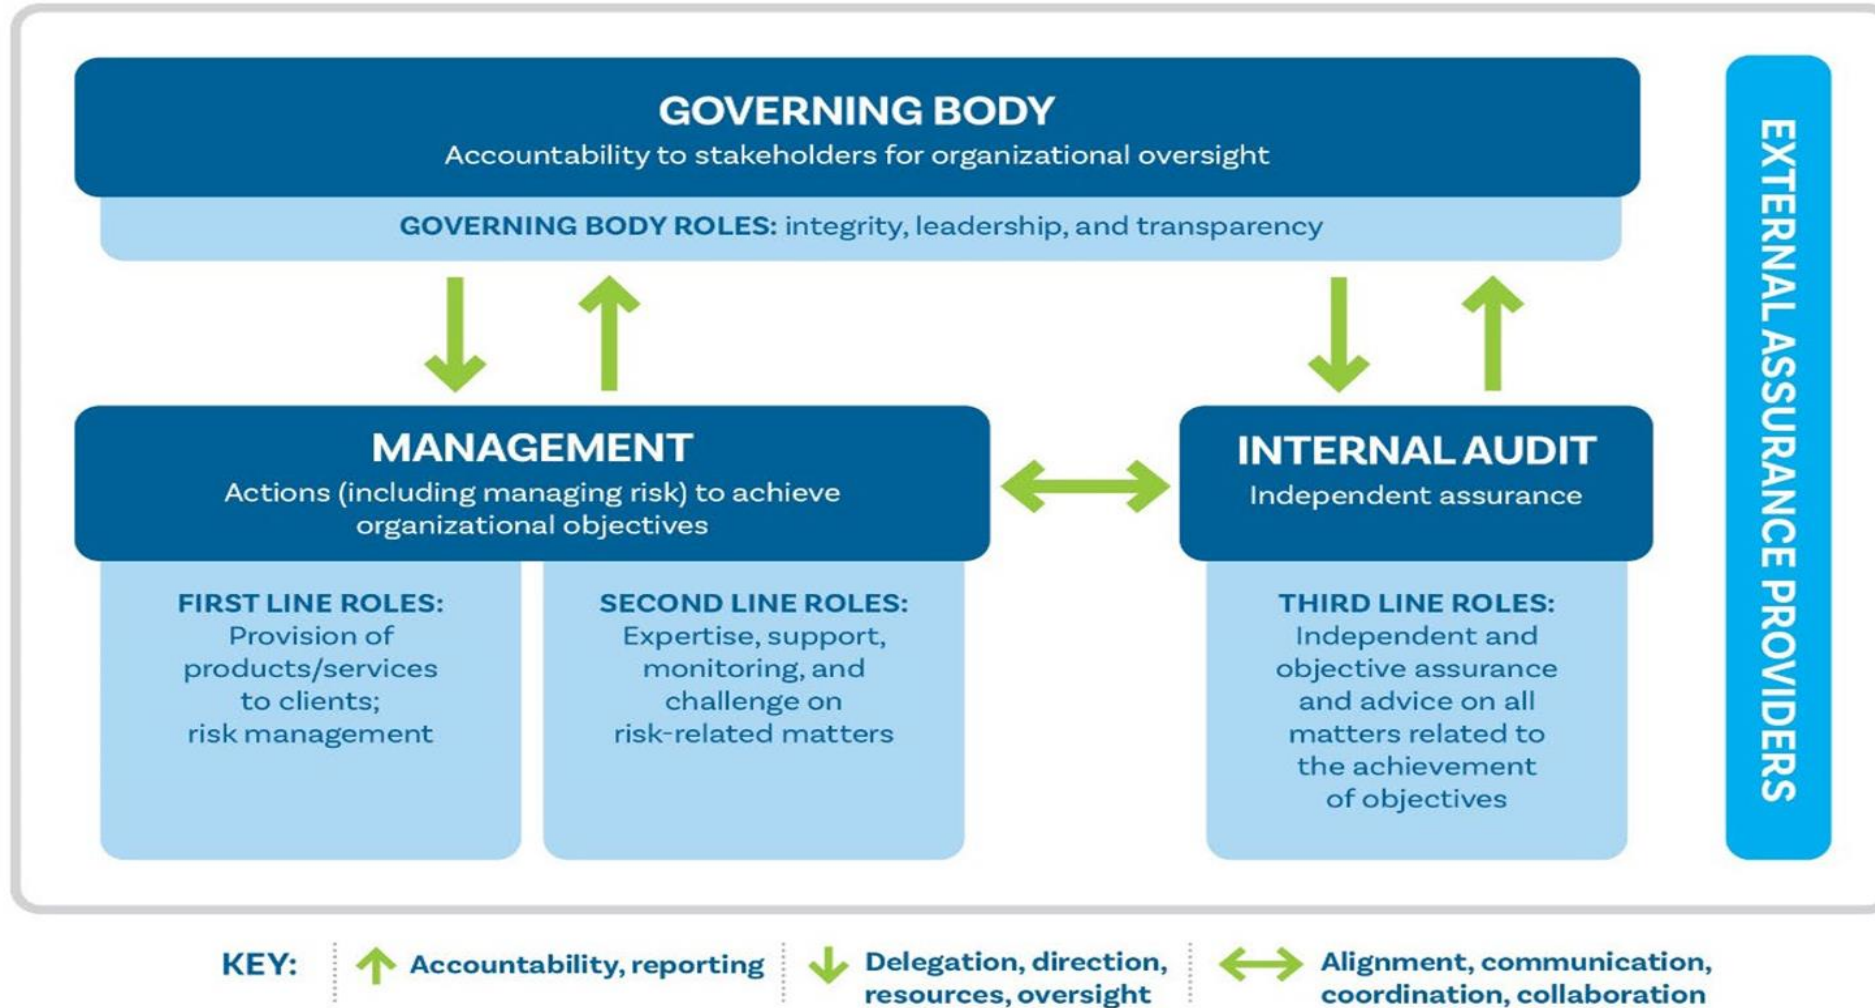 GOVERNING BODY
Accountability to stakeholders for organizational oversight
GOVERNING BODY ROLES: integrity, leadership, and transparency
MANAGEMENT
Actions (including managing risk) to achieve
organizational objectives
FIRST LINE ROLES:
Provision of
products/services
to clients;
risk management
SECOND LINE ROLES:
Expertise, support,
monitoring, and
challenge on
risk-related matters
INTERNAL AUDIT
Independent assurance
THIRD LINE ROLES:
Independent and
objective assurance
and advice on all
matters related to
the achievement
of objectives
EXTERNAL ASSURANCE PROVIDERS
KEY:
Accountability, reporting
Delegation, direction,
resources, oversight
Alignment, communication,
coordination, collaboration